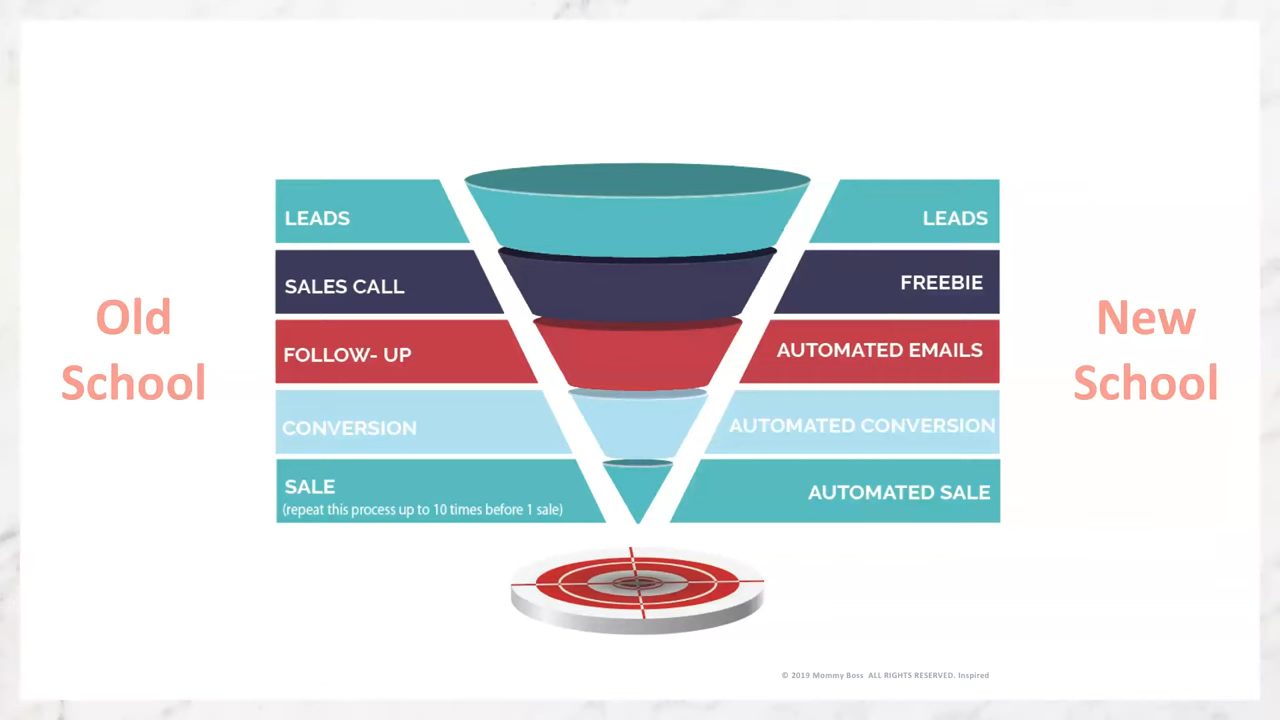 Old
School
LEADS
SALES CALL
FOLLOW- UP
CONVERSION
SALE
(repeat this process up to 10 times before 1 sale)
LEADS
FREEBIE
AUTOMATED EMAILS
AUTOMATED CONVERSION
AUTOMATED SALE
New
School
© 2019 Mommy Boss ALL RIGHTS RESERVED. Inspired